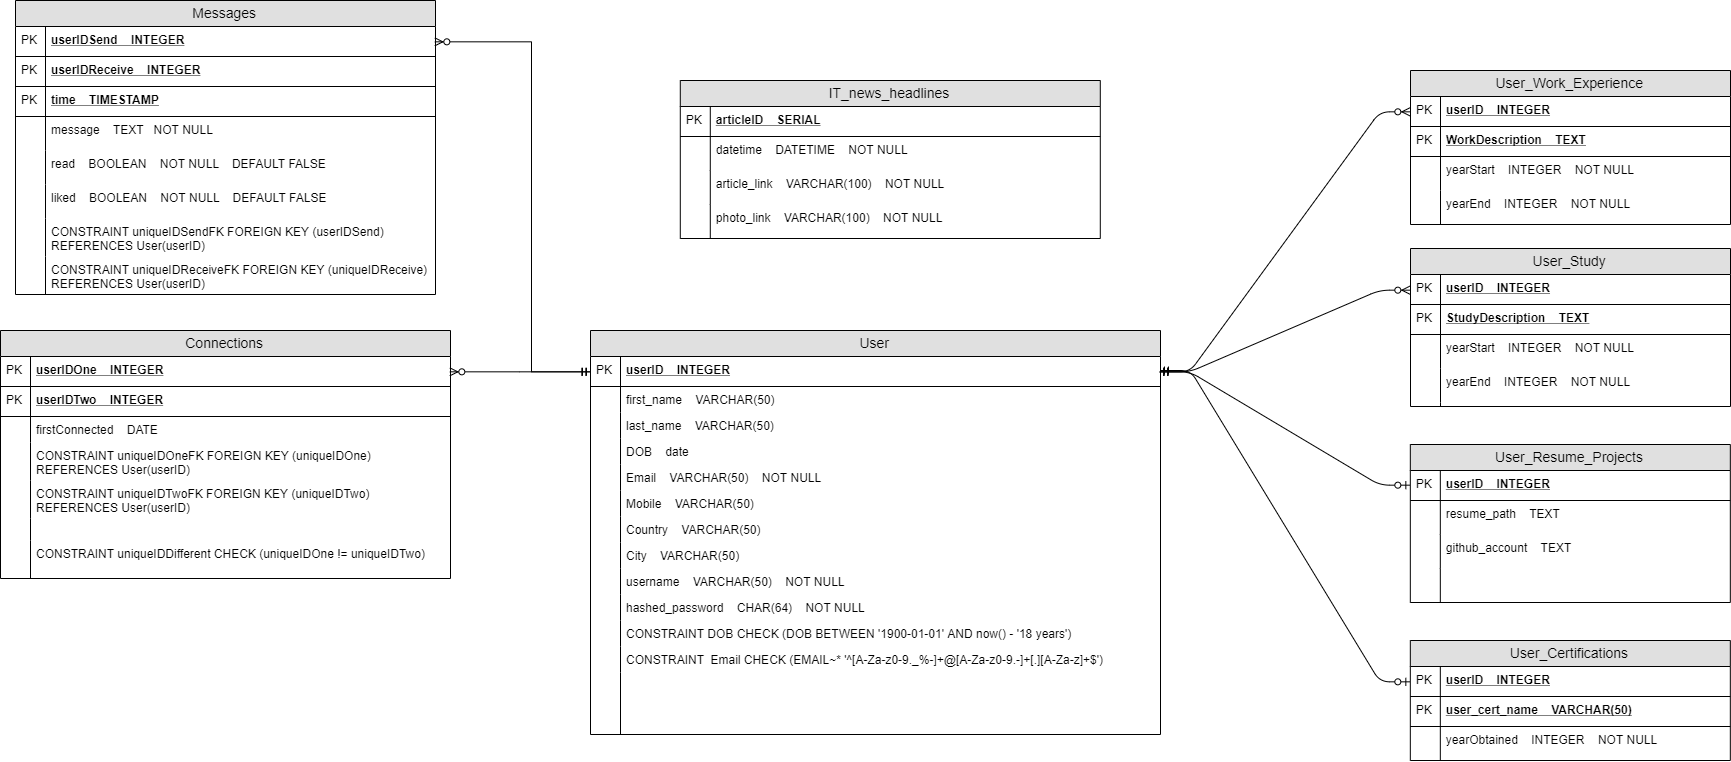 Messages
PK userIDSend INTEGER
PK userIDReceive INTEGER
PK time TIMESTAMP
message TEXT NOT NULL
read BOOLEAN NOT NULL DEFAULT FALSE
liked BOOLEAN NOT NULL DEFAULT FALSE
CONSTRAINT uniqueIDSendFK FOREIGN KEY (userIDSend)
REFERENCES User(userID)
CONSTRAINT uniqueIDReceiveFK FOREIGN KEY (uniqueIDReceive)
REFERENCES User(userID)
Connections
PK userIDOne INTEGER
PK userIDTwo INTEGER
firstConnected DATE
CONSTRAINT uniqueIDOneFK FOREIGN KEY (uniqueIDOne)
REFERENCES User(userID)
CONSTRAINT uniqueIDTwoFK FOREIGN KEY (uniqueIDTwo)
REFERENCES User(userID)
CONSTRAINT uniqueIDDifferent CHECK (uniqueIDOne != uniqueIDTwo)
IT_news_headlines
PK articleID SERIAL
datetime DATETIME NOT NULL
article_link VARCHAR(100) NOT NULL
photo_link VARCHAR(100) NOT NULL
User
PK userID INTEGER
first_name VARCHAR(50)
last_name VARCHAR(50)
DOB date
Email VARCHAR(50) NOT NULL
Mobile VARCHAR(50)
Country VARCHAR(50)
City VARCHAR(50)
username VARCHAR(50) NOT NULL
hashed_password CHAR(64) NOT NULL
CONSTRAINT DOB CHECK (DOB BETWEEN '1900-01-01' AND now() - '18 years')
CONSTRAINT Email CHECK (EMAIL~* '^[A-Za-z0-9._%-]+@[A-Za-z0-9.-]+[.][A-Za-z]+$')
User_Work_Experience
PK userID INTEGER
PK WorkDescription TEXT
yearStart INTEGER NOT NULL
yearEnd INTEGER NOT NULL
User_Study
PK userID INTEGER
PK StudyDescription TEXT
yearStart INTEGER NOT NULL
yearEnd INTEGER NOT NULL
User_Resume_Projects
PK userID INTEGER
resume_path TEXT
github_account TEXT
User_Certifications
PK userID INTEGER
PK user_cert_name VARCHAR(50)
yearObtained INTEGER NOT NULL